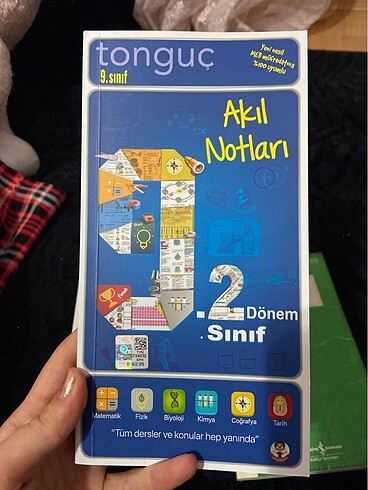 tonguç
9.sınıf
Yeni nesil
MEB müfredatına
%100 uyumlu
Akıl
Notları
.2
Dönem
.Sınıf
Matematik
Fizik
Biyoloji
Kimya
Coğrafya
Tarih
"Tüm dersler ve konular hep yanında"